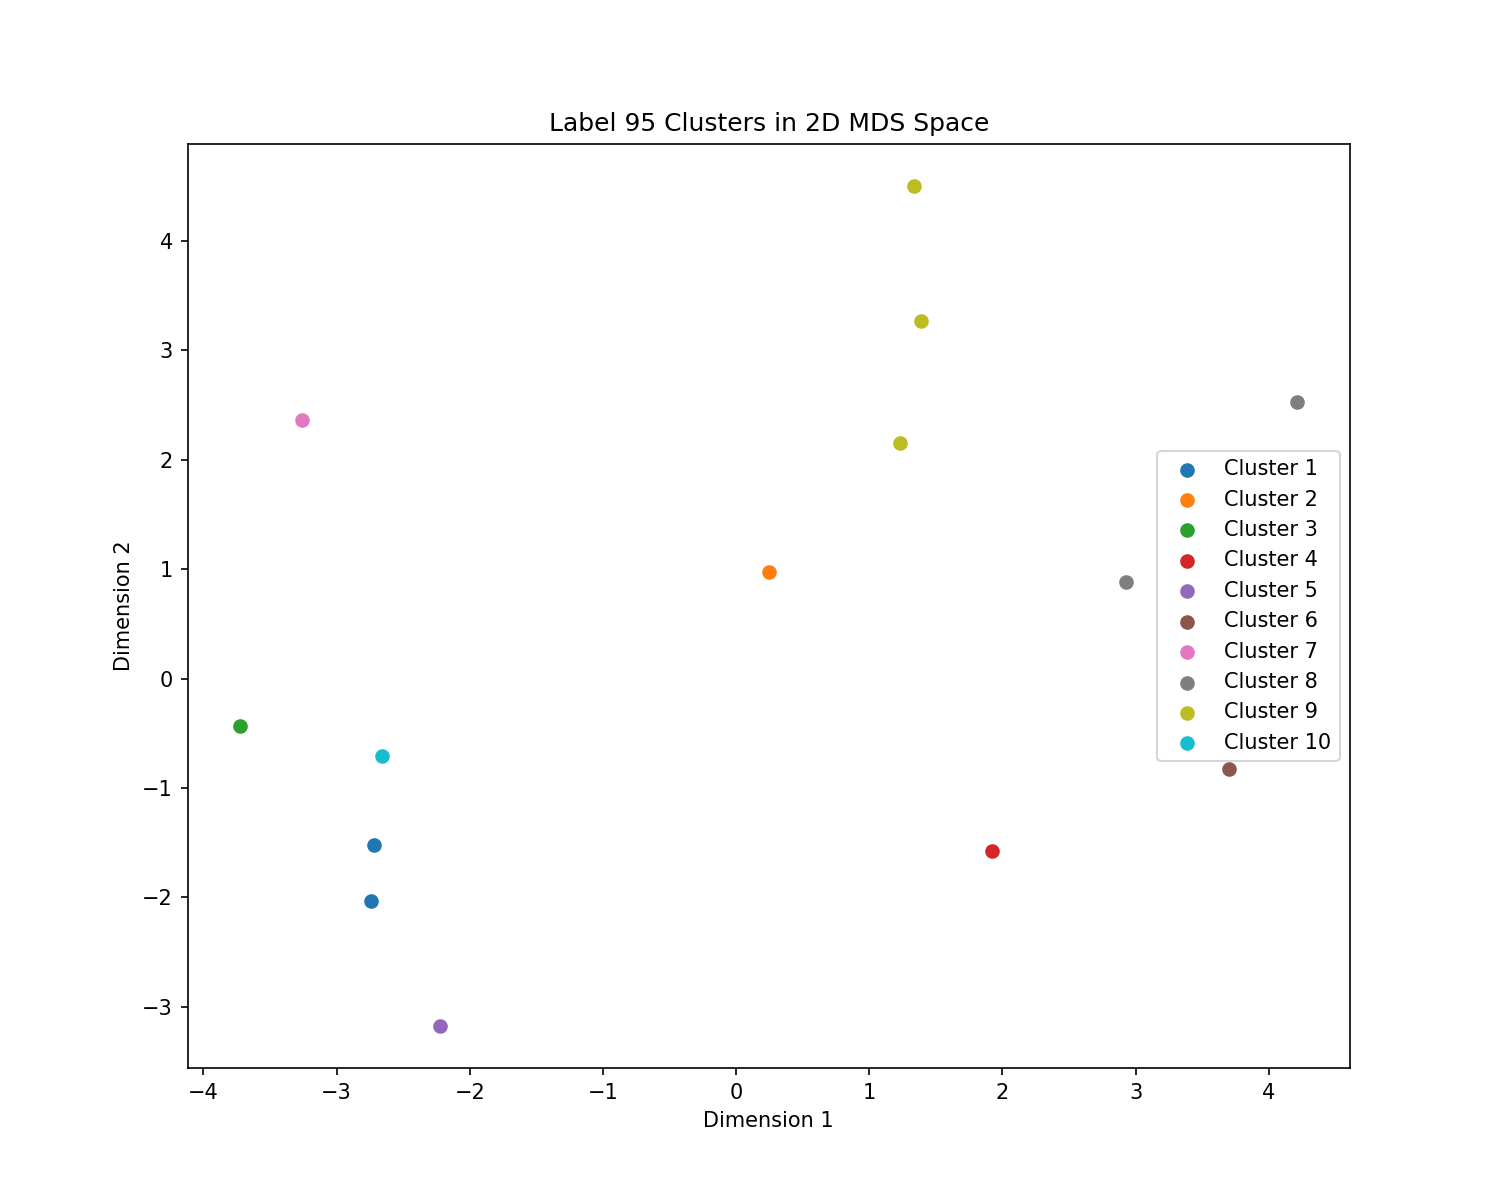 Label 95 Clusters in 2D MDS Space
4
3
2
1
0
−1
−2
−3
Dimension 2
Cluster 1
Cluster 2
Cluster 3
Cluster 4
Cluster 5
Cluster 6
Cluster 7
Cluster 8
Cluster 9
Cluster 10
−4 −3 −2 −1 0 1 2 3 4
Dimension 1